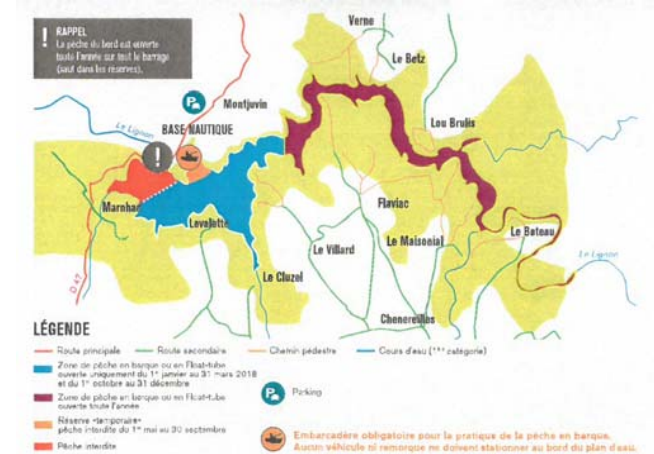 ! RAPPEL
La pêche du bord est ouverte
toute l'année sur tout le barrage
(sauf dans les réserves).
Verne
Le Betz
Montjuvin
Lou Brulis
Le Lignon
BASE NAUTIQUE
!
Marnhac
Lavalette
Flaviac
Le Villard
Le Maisonial
Le Bateau
Le Lignon
D 47
Le Cluzel
Chenereilles
LÉGENDE
Route principale
Route secondaire
Chemin pédestre
Cours d'eau (1ère catégorie)
Zone de pêche en barque ou en Float-tube
ouverte uniquement du 1er janvier au 31 mars 2018
et du 1er octobre au 31 décembre
Parking
Zone de pêche en barque ou en Float-tube
ouverte toute l'année
Réserve «temporaire»
pêche interdite du 1er mai au 30 septembre
Pêche interdite
Embarcadère obligatoire pour la pratique de la pêche en barque.
Aucun véhicule ni remorque ne doivent stationner au bord du plan d'eau.